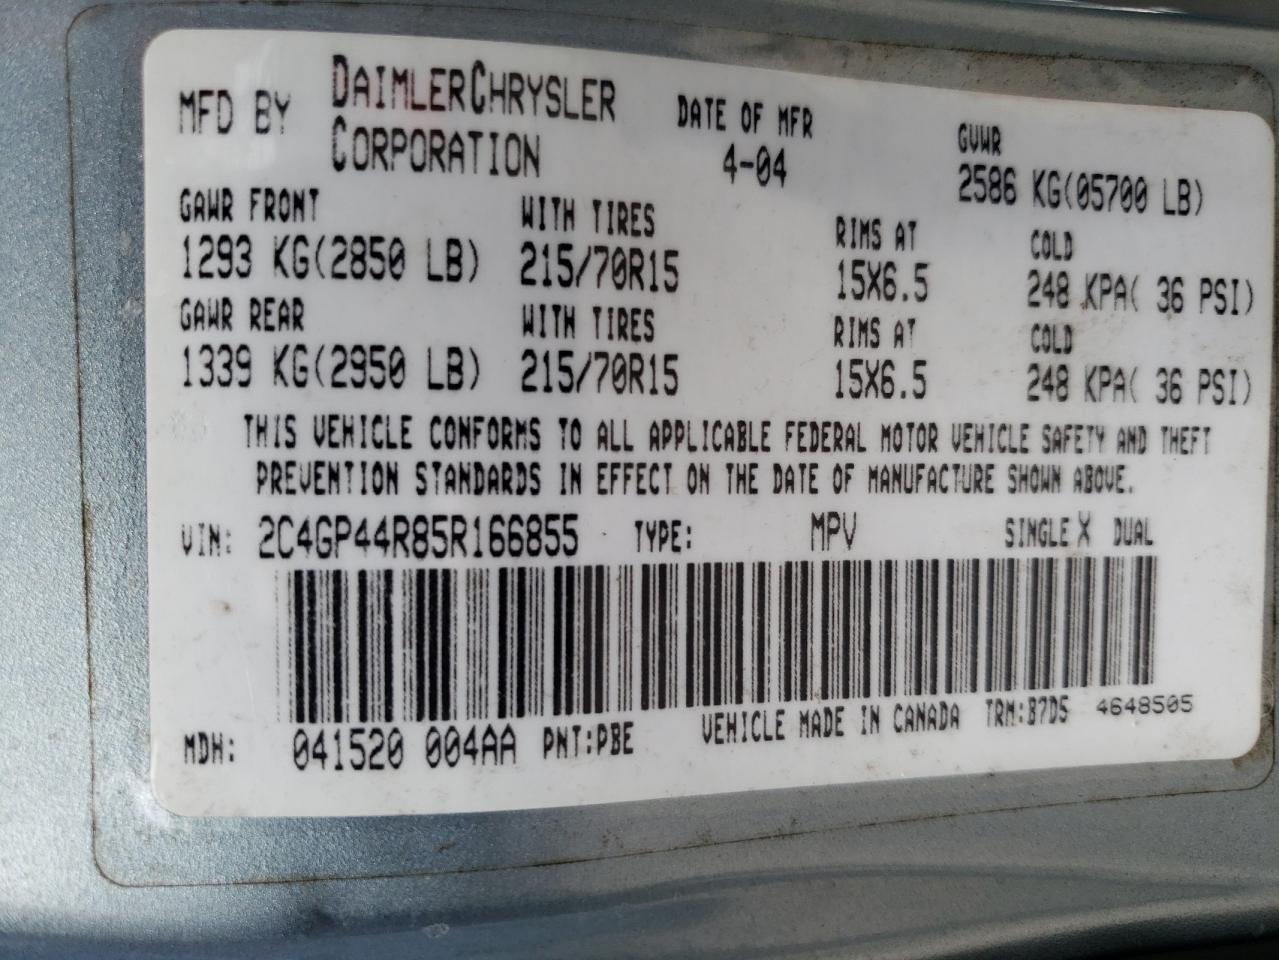 MFD BY DAIMLERCHRYSLER CORPORATION DATE OF MFR 4-04 GVWR 2586 KG(05700 LB)
GAWR FRONT WITH TIRES RIMS AT COLD
1293 KG(2850 LB) 215/70R15 15X6.5 248 KPA( 36 PSI)
GAWR REAR WITH TIRES RIMS AT COLD
1339 KG(2950 LB) 215/70R15 15X6.5 248 KPA( 36 PSI)
THIS VEHICLE CONFORMS TO ALL APPLICABLE FEDERAL MOTOR VEHICLE SAFETY AND THEFT
PREVENTION STANDARDS IN EFFECT ON THE DATE OF MANUFACTURE SHOWN ABOVE.
VIN: 2C4GP44R85R166855 TYPE: MPV SINGLE X DUAL
MDH: 041520 004AA PNT:PBE VEHICLE MADE IN CANADA TRM:B7D5 4648505